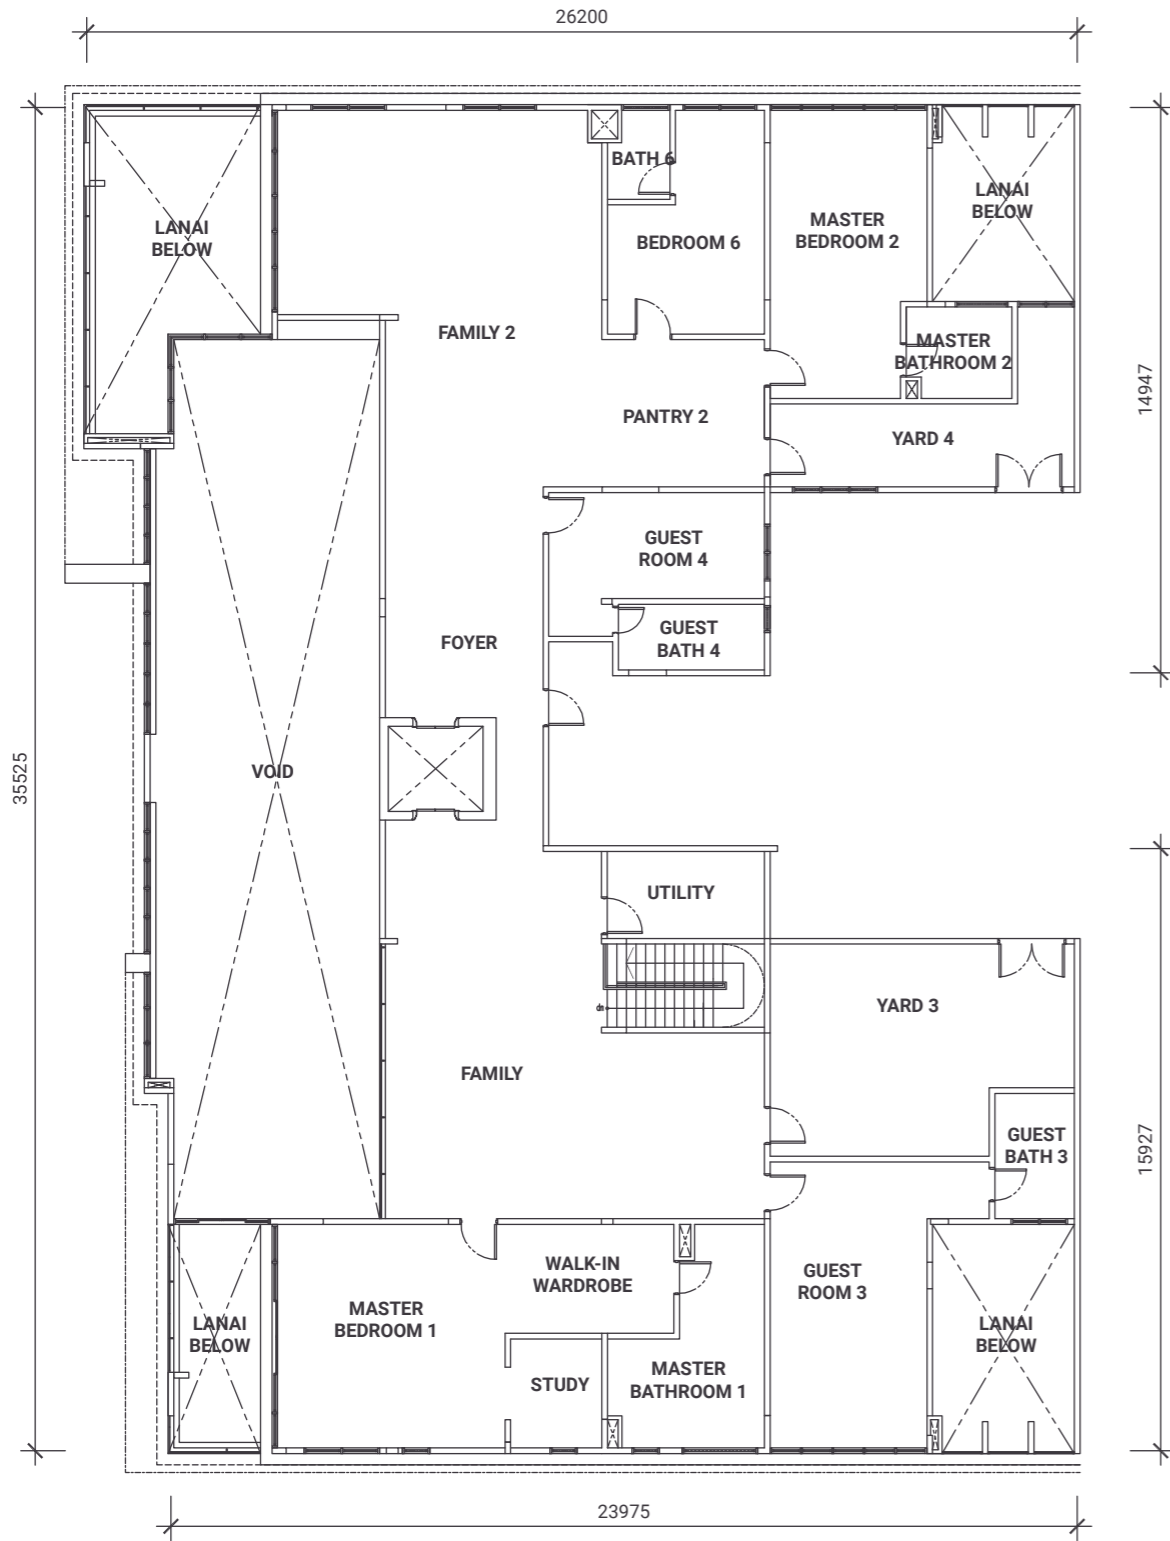 26200
BATH 6
LANAI
BELOW
LANAI
BELOW
MASTER
BEDROOM 2
BEDROOM 6
FAMILY 2
MASTER
BATHROOM 2
14947
PANTRY 2
YARD 4
GUEST
ROOM 4
GUEST
BATH 4
FOYER
VOID
35525
UTILITY
YARD 3
dn
FAMILY
GUEST
BATH 3
15927
WALK-IN
WARDROBE
GUEST
ROOM 3
MASTER
BEDROOM 1
LANAI
BELOW
LANAI
BELOW
STUDY
MASTER
BATHROOM 1
23975